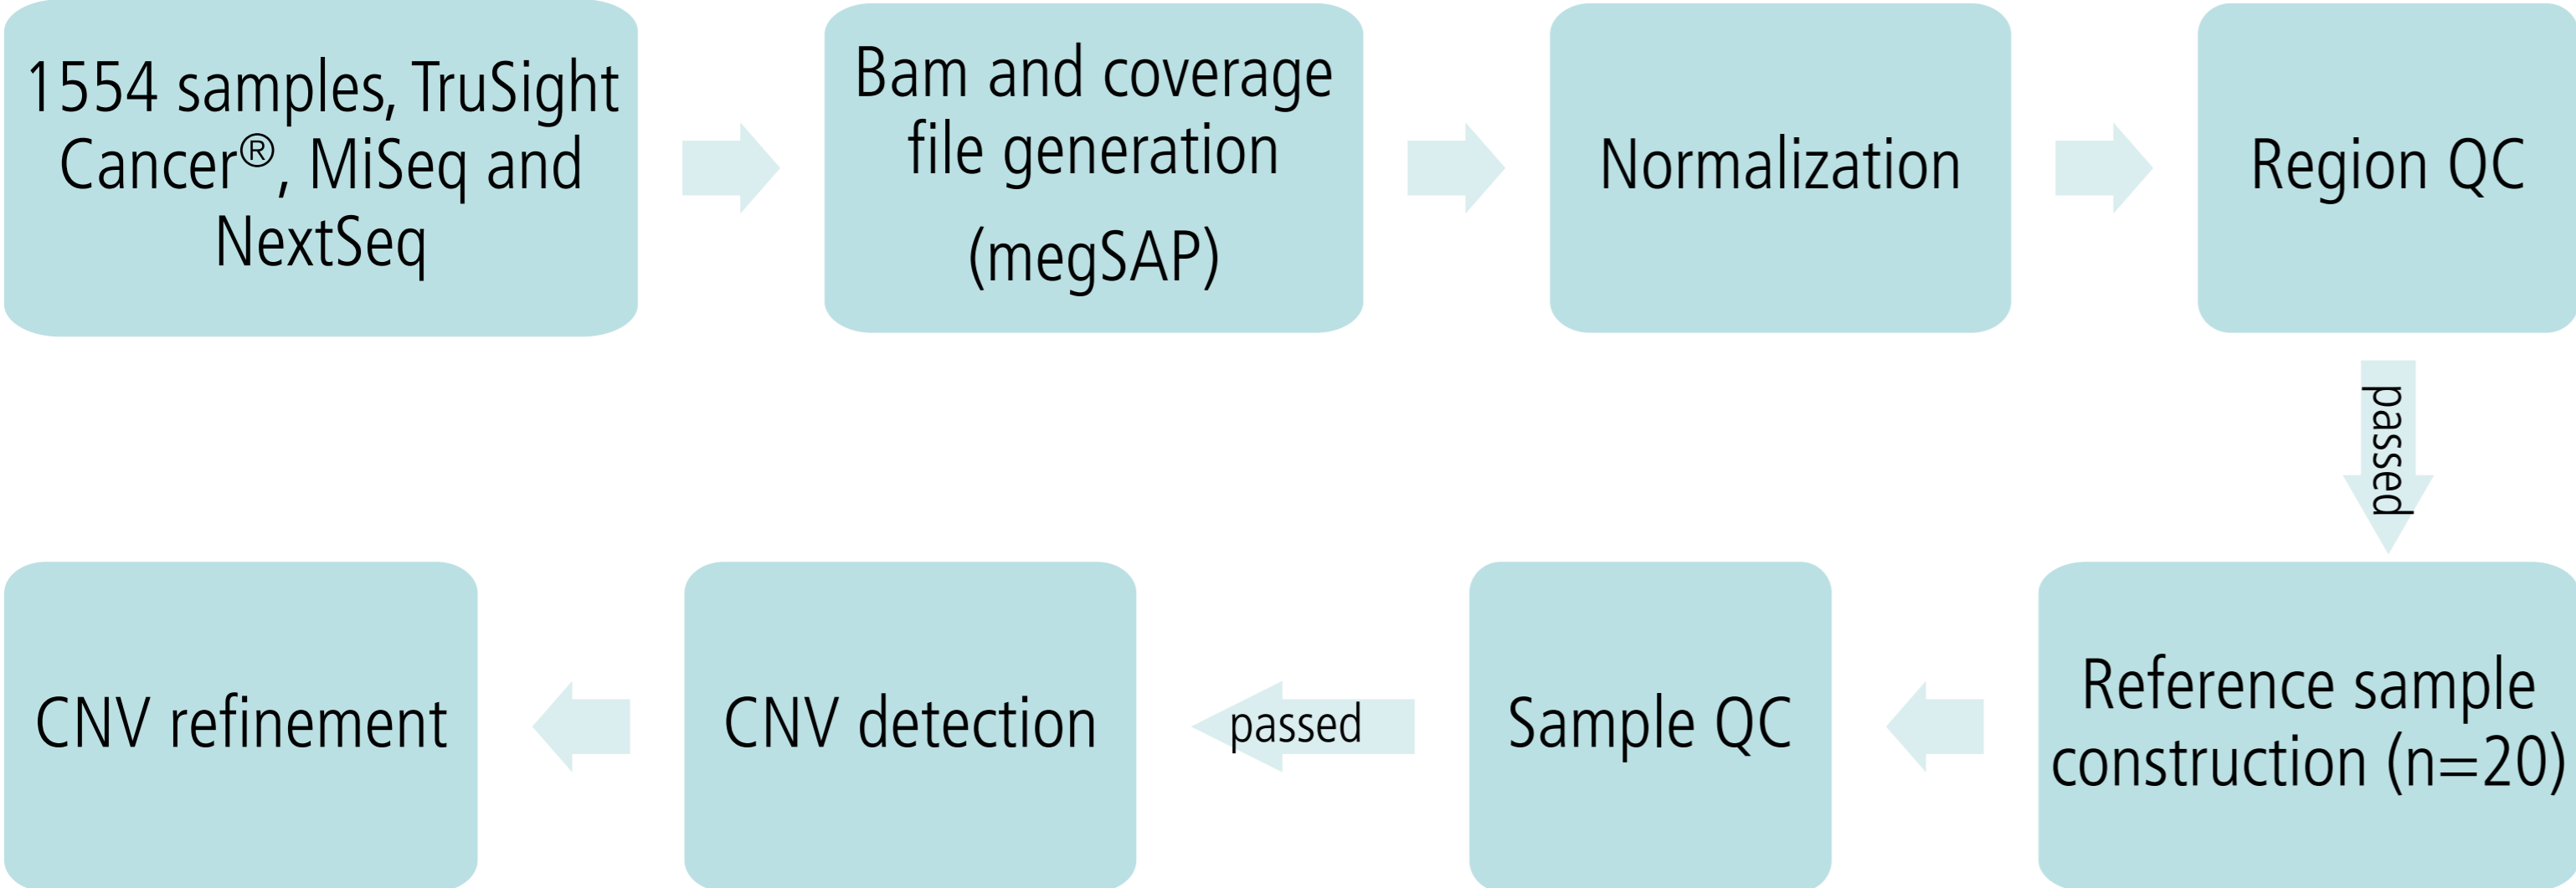 1554 samples, TruSight
Cancer®, MiSeq and
NextSeq
Bam and coverage
file generation
(megSAP)
Normalization
Region QC
passed
Reference sample
construction (n=20)
Sample QC
passed
CNV detection
CNV refinement